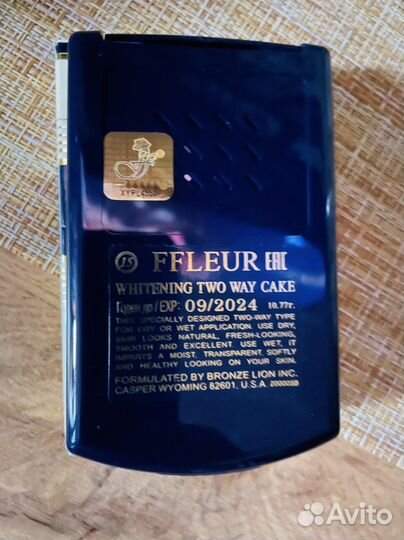 15 FFLEUR EAC
WHITENING TWO WAY CAKE
Годен до / EXP: 09/2024 10.77г.
THIS SPECIALLY DESIGNED TWO-WAY TYPE
FOR DRY OR WET APPLICATION. USE DRY,
SKIN LOOKS NATURAL, FRESH-LOOKING,
SMOOTH AND EXCELLENT. USE WET, IT
IMPARTS A MOIST, TRANSPARENT, SOFTLY
AND HEALTHY LOOKING ON YOUR SKIN.
FORMULATED BY BRONZE LION INC.
CASPER WYOMING 82601, U.S.A.
Avito